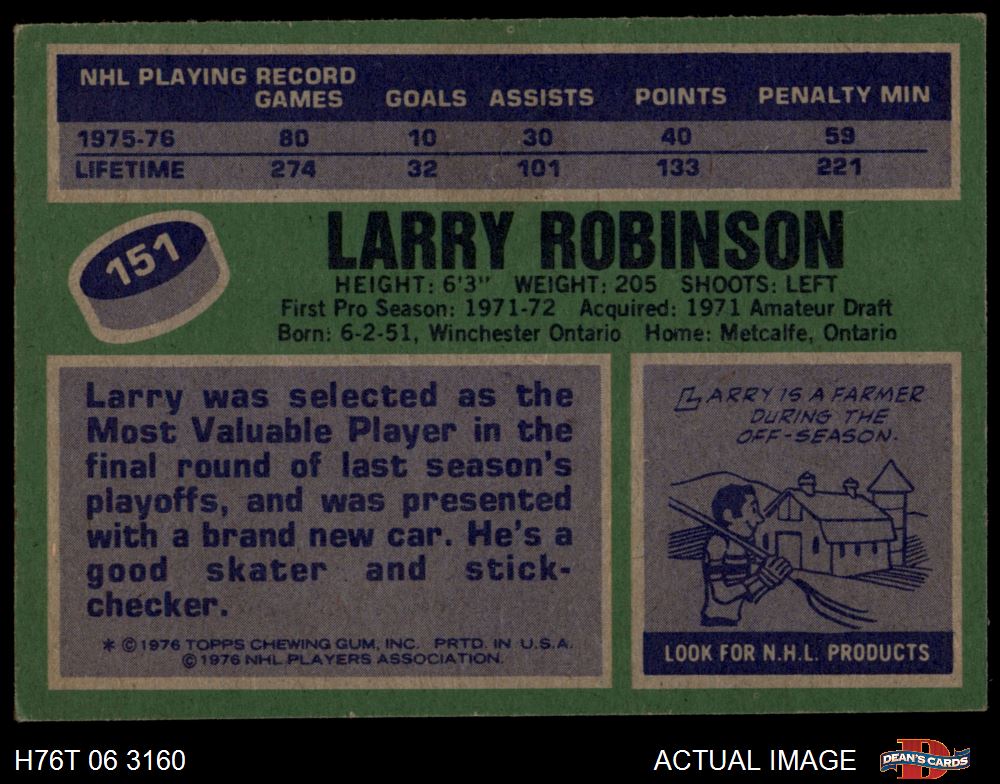 NHL PLAYING RECORD
GAMES GOALS ASSISTS POINTS PENALTY MIN
1975-76 80 10 30 40 59
LIFETIME 274 32 101 133 221
151
LARRY ROBINSON
HEIGHT: 6'3" WEIGHT: 205 SHOOTS: LEFT
First Pro Season: 1971-72 Acquired: 1971 Amateur Draft
Born: 6-2-51, Winchester Ontario Home: Metcalfe, Ontario
Larry was selected as the
Most Valuable Player in the
final round of last season's
playoffs, and was presented
with a brand new car. He's a
good skater and stick-
checker.
* ©1976 TOPPS CHEWING GUM, INC. PRTD. IN U.S.A.
©1976 NHL PLAYERS ASSOCIATION.
LARRY IS A FARMER
DURING THE
OFF-SEASON.
LOOK FOR N.H.L. PRODUCTS
H76T 06 3160
ACTUAL IMAGE
D
DEAN'S CARDS